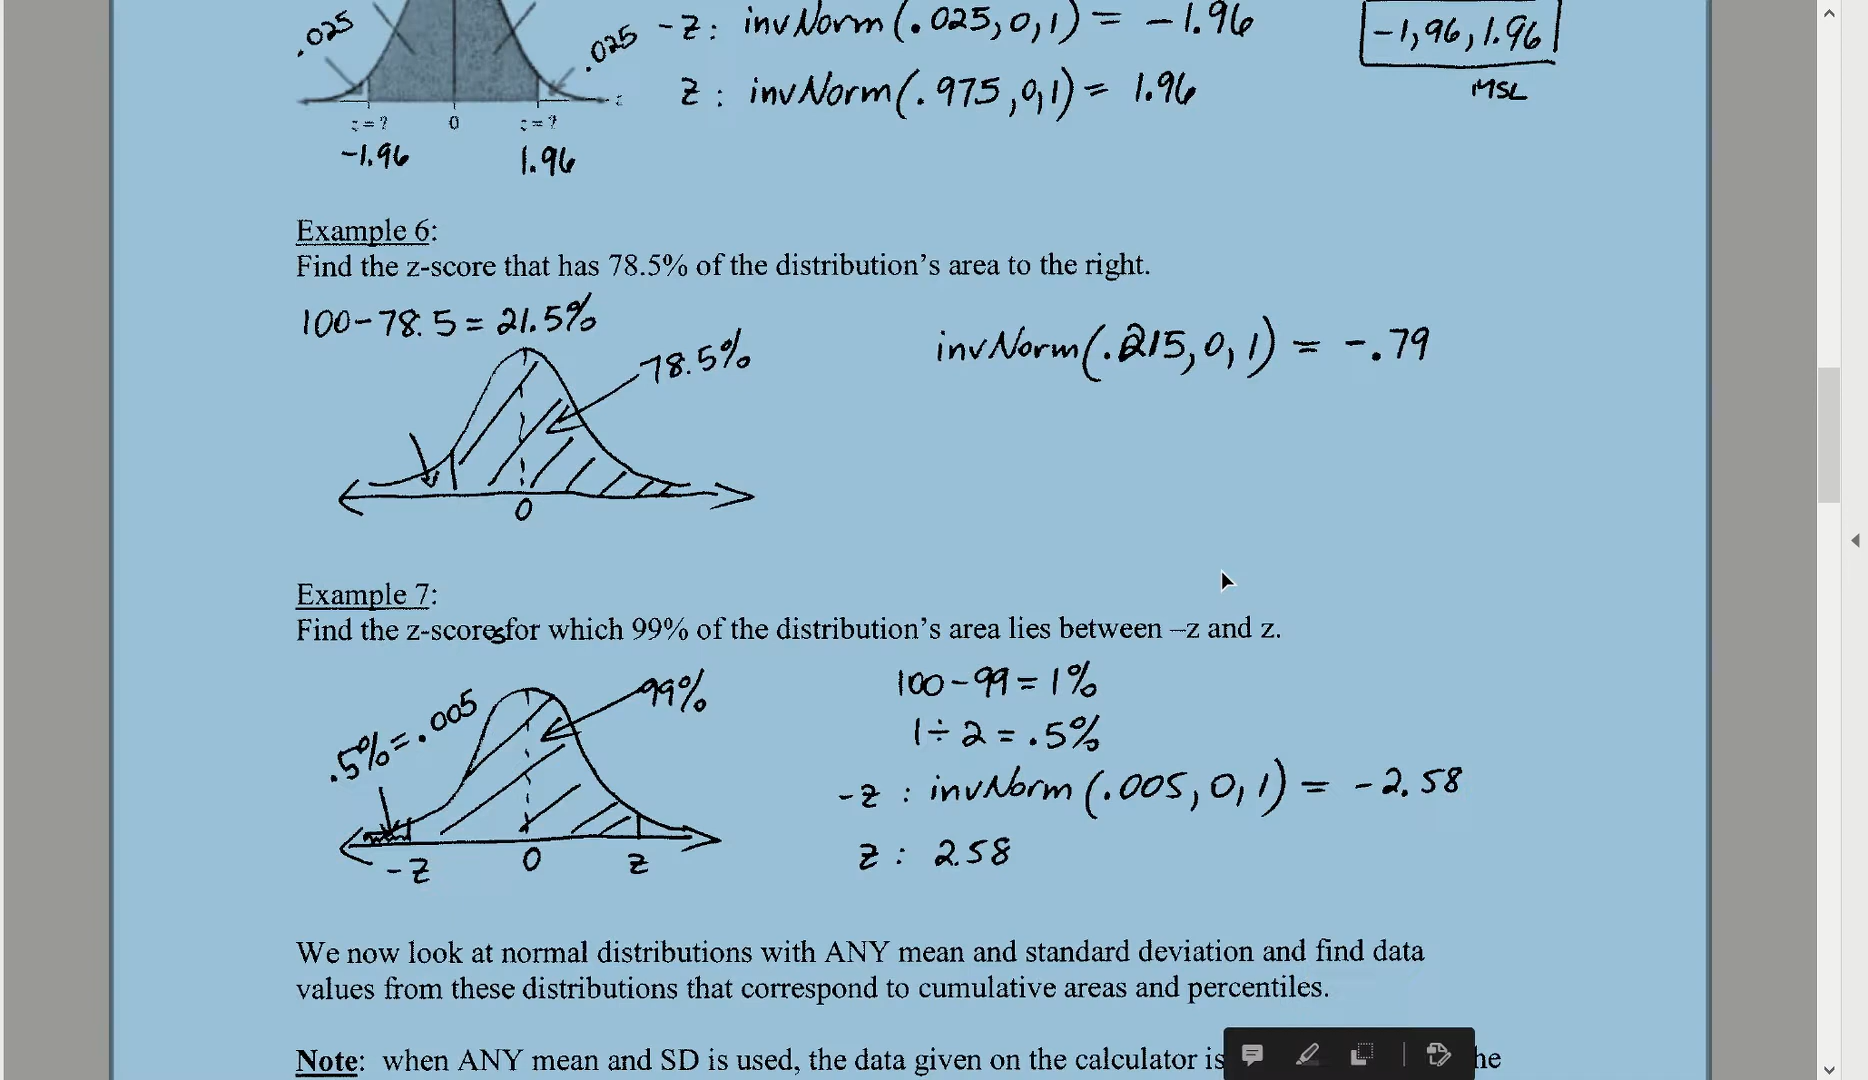 .025
.025
-z: invNorm(.025,0,1) = -1.96
-1,96,1.96
z: invNorm(.975,0,1) = 1.96
MSL
z = ? 0 z = ?
-1.96 1.96
Example 6:
Find the z-score that has 78.5% of the distribution's area to the right.
100-78.5 = 21.5%
78.5%
invNorm(.215,0,1) = -.79
0
Example 7:
Find the z-scores for which 99% of the distribution's area lies between –z and z.
.5%=.005
99%
100-99 = 1%
1÷2 = .5%
-z : invNorm(.005,0,1) = -2.58
z : 2.58
-z 0 z
We now look at normal distributions with ANY mean and standard deviation and find data
values from these distributions that correspond to cumulative areas and percentiles.
Note: when ANY mean and SD is used, the data given on the calculator is